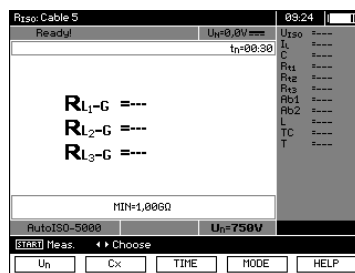 RISO: Cable 5 09:24
Ready! UN=0,0V
tn=00:30
RL1-G =---
RL2-G =---
RL3-G =---
MIN=1,00GΩ
AutoISO-5000 Un=750V
UISO =---
IL =---
C =---
Rt1 =---
Rt2 =---
Rt3 =---
Ab1 =---
Ab2 =---
L =---
TC =---
T =---
START Meas. Choose
Un Cx TIME MODE HELP